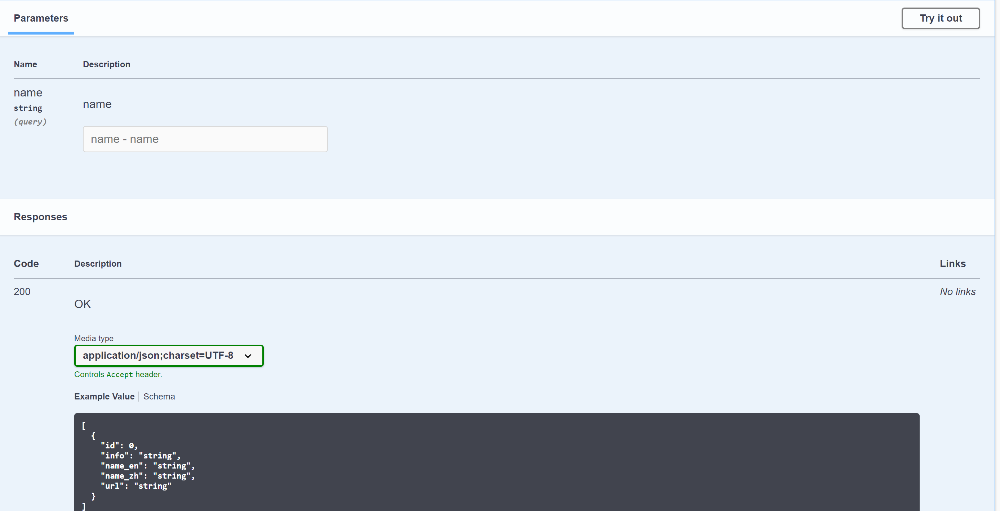 Parameters
Try it out
Name Description
name
string
(query)
name
name - name
Responses
Code Description Links
200
OK
No links
Media type
application/json;charset=UTF-8
Controls Accept header.
Example Value Schema
[
{
"id": 0,
"info": "string",
"name_en": "string",
"name_zh": "string",
"url": "string"
}
]